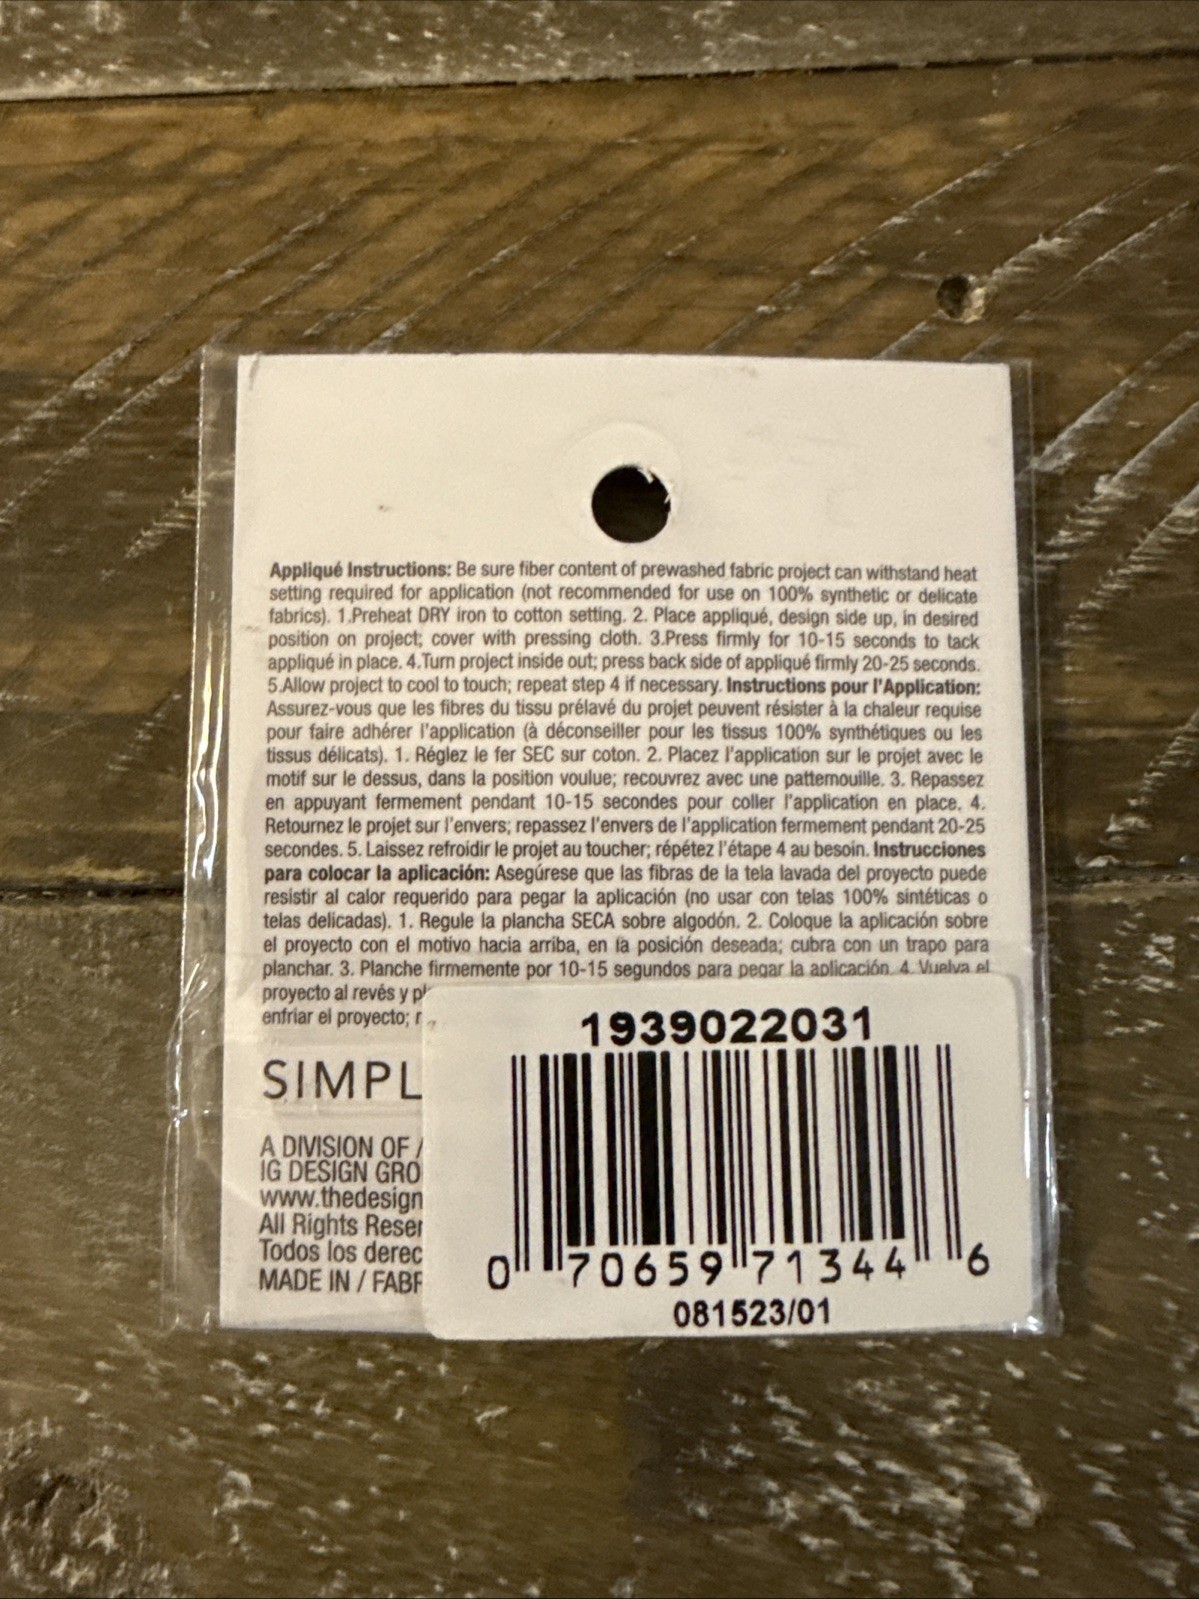 Appliqué Instructions: Be sure fiber content of prewashed fabric project can withstand heat
setting required for application (not recommended for use on 100% synthetic or delicate
fabrics). 1.Preheat DRY iron to cotton setting. 2. Place appliqué, design side up, in desired
position on project; cover with pressing cloth. 3.Press firmly for 10-15 seconds to tack
appliqué in place. 4.Turn project inside out; press back side of appliqué firmly 20-25 seconds.
5.Allow project to cool to touch; repeat step 4 if necessary. Instructions pour l'Application:
Assurez-vous que les fibres du tissu prélavé du projet peuvent résister à la chaleur requise
pour faire adhérer l'application (à déconseiller pour les tissus 100% synthétiques ou les
tissus délicats). 1. Réglez le fer SEC sur coton. 2. Placez l'application sur le projet avec le
motif sur le dessus, dans la position voulue; recouvrez avec une pattemouille. 3. Repassez
en appuyant fermement pendant 10-15 secondes pour coller l'application en place. 4.
Retournez le projet sur l'envers; repassez l'envers de l'application fermement pendant 20-25
secondes. 5. Laissez refroidir le projet au toucher; répétez l'étape 4 au besoin. Instrucciones
para colocar la aplicación: Asegúrese que las fibras de la tela lavada del proyecto puede
resistir al calor requerido para pegar la aplicación (no usar con telas 100% sintéticas o
telas delicadas). 1. Regule la plancha SECA sobre algodón. 2. Coloque la aplicación sobre
el proyecto con el motivo hacia arriba, en la posición deseada; cubra con un trapo para
planchar. 3. Planche firmemente por 10-15 segundos para pegar la aplicación. 4. Vuelva el
proyecto al revés y pl
enfriar el proyecto; r
SIMPL
A DIVISION OF /
IG DESIGN GRO
www.thedesign
All Rights Reser
Todos los derec
MADE IN / FABR
1939022031
0 70659 71344 6
081523/01